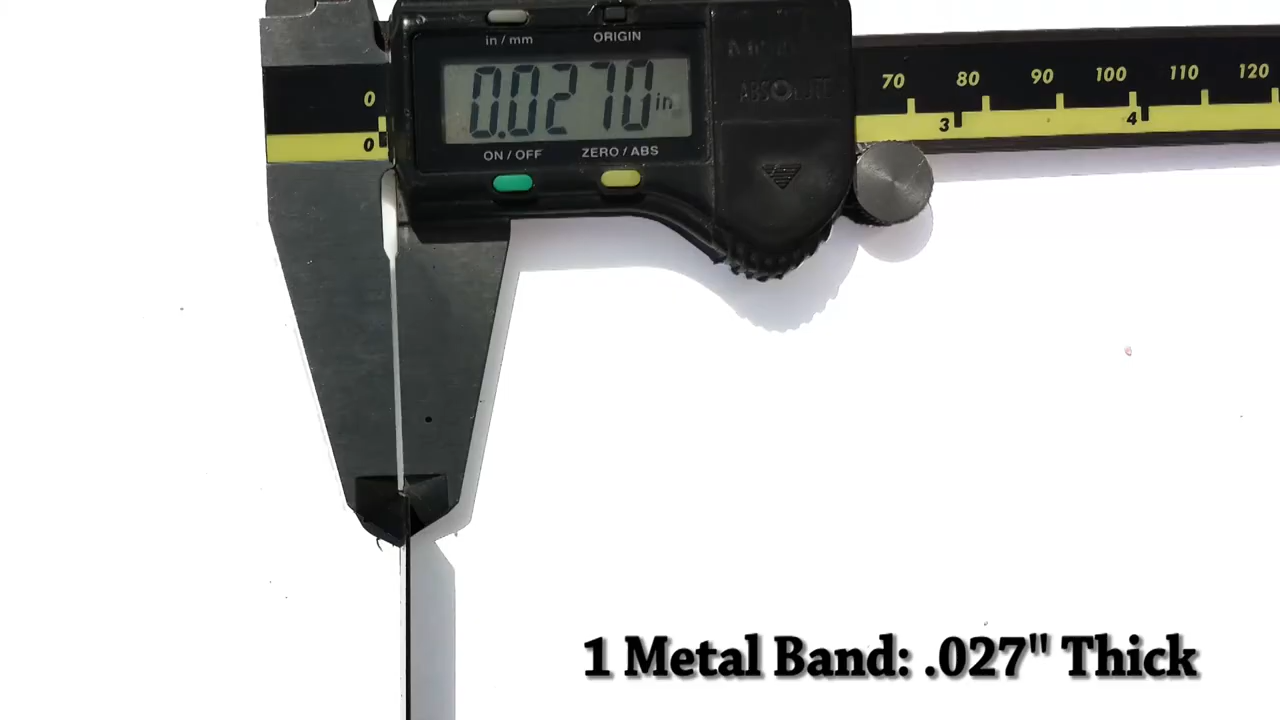 in/mm
ORIGIN
0.0270 in
ABSOLUTE
ON/OFF
ZERO/ABS
0
0
70 80 90 100 110 120
3 4
1 Metal Band: .027" Thick